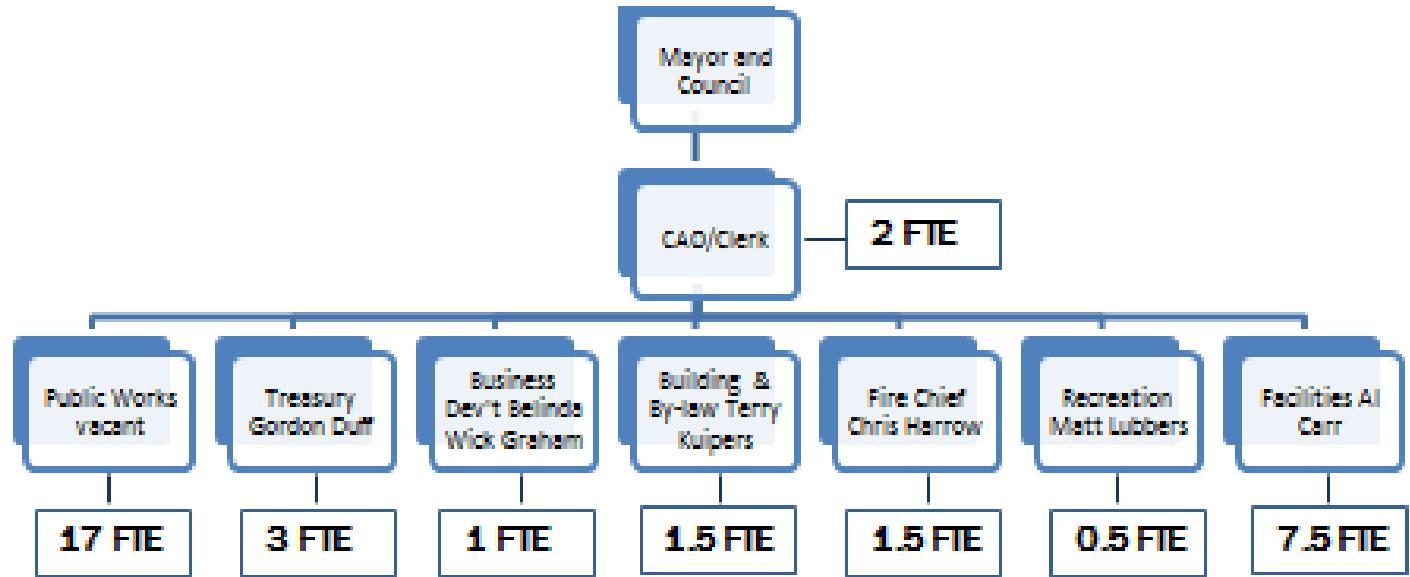 Mayor and
Council
CAO/Clerk
2 FTE
Public Works
vacant
Treasury
Gordon Duff
Business
Dev't Belinda
Wick Graham
Building &
By-law Terry
Kuipers
Fire Chief
Chris Harrow
Recreation
Matt Lubbers
Facilities Al
Carr
17 FTE
3 FTE
1 FTE
1.5 FTE
1.5 FTE
0.5 FTE
7.5 FTE